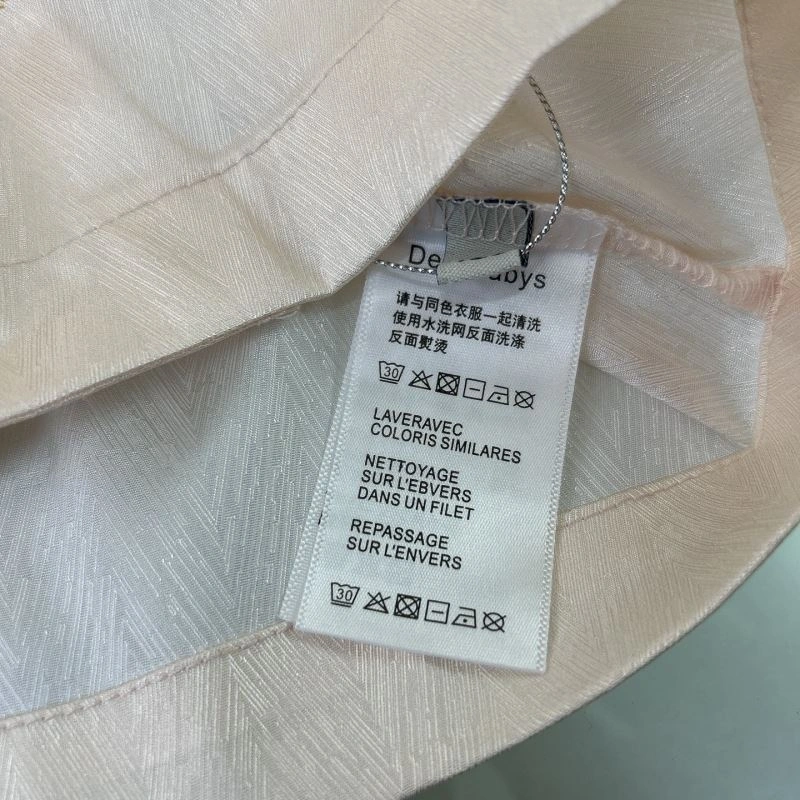 请与同色衣服一起清洗
使用水洗网反面洗涤
反面熨烫
30
LAVERAVEC
COLORIS SIMILARES
NETTOYAGE
SUR L'EBVERS
DANS UN FILET
REPASSAGE
SUR L'ENVERS
30